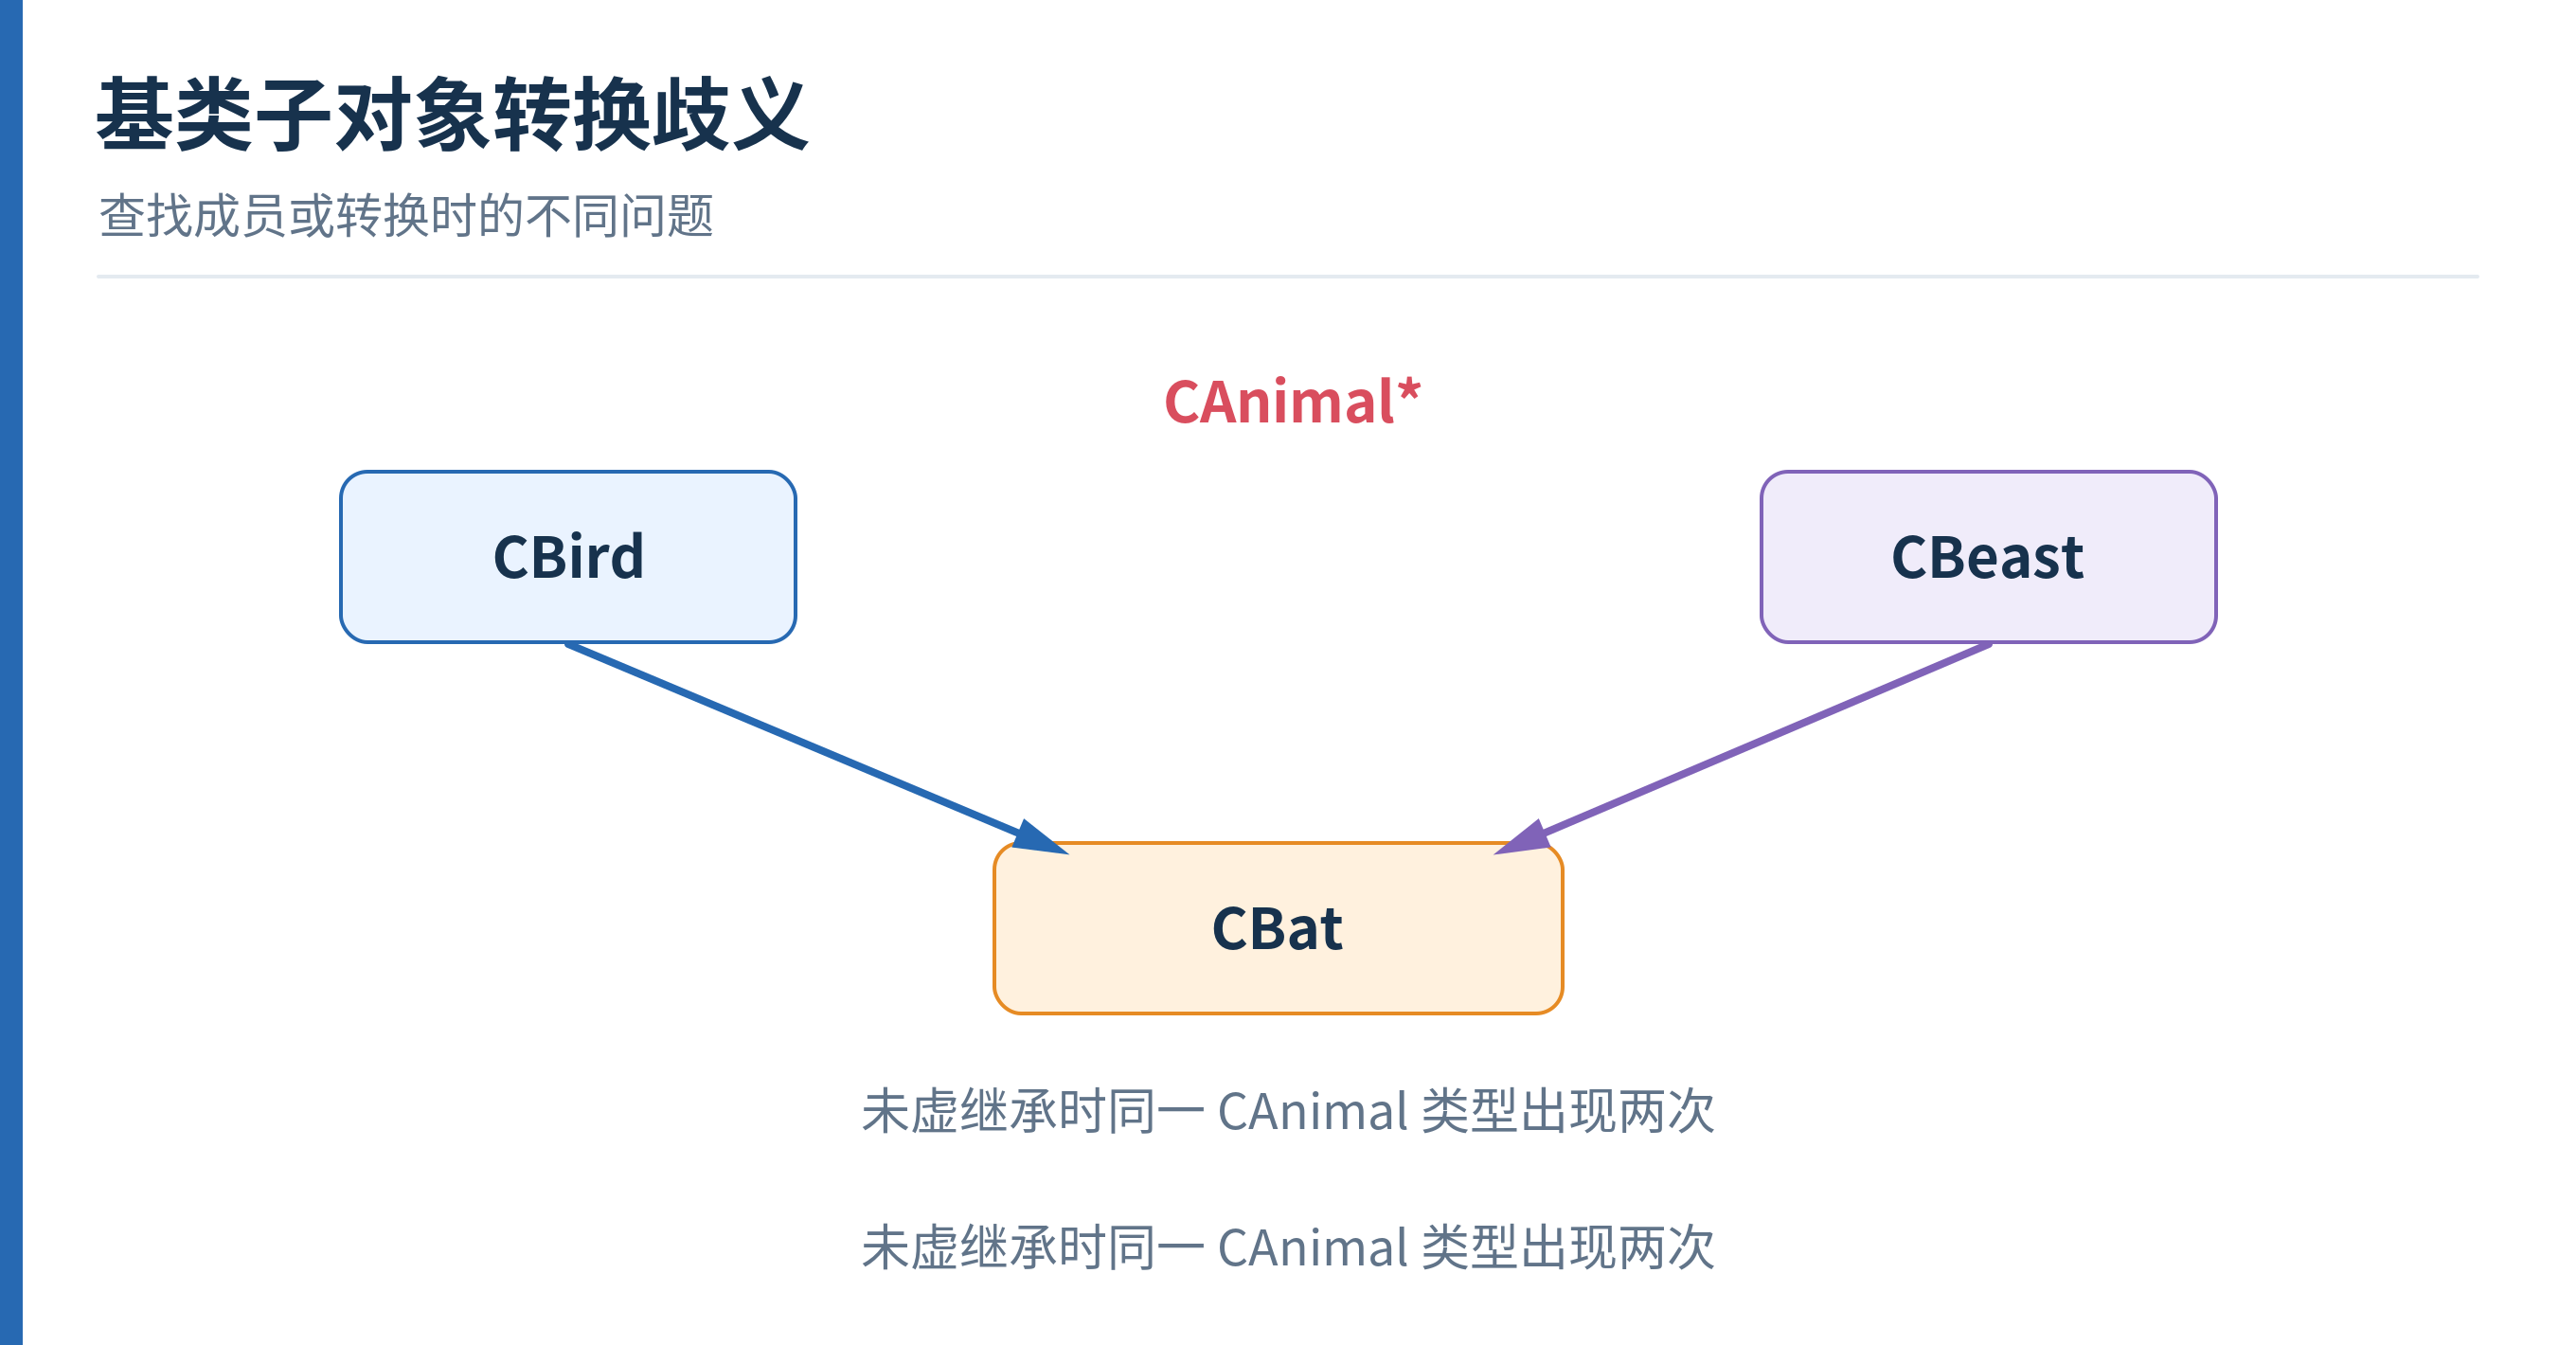 基类子对象转换歧义
查找成员或转换时的不同问题
CAnimal*
CBird
CBeast
CBat
未虚继承时同一 CAnimal 类型出现两次
未虚继承时同一 CAnimal 类型出现两次